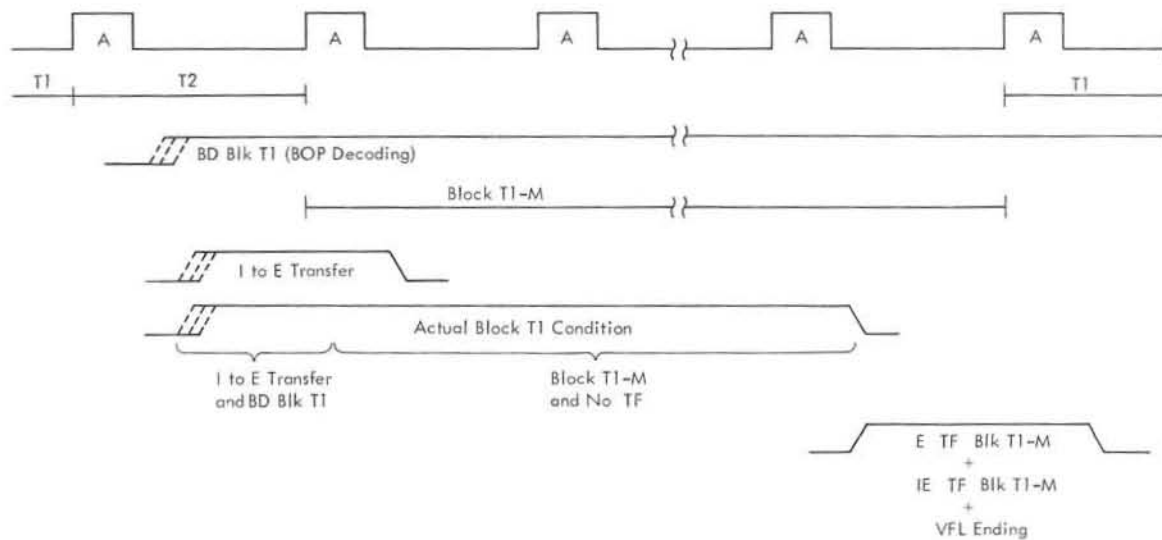 A A A A A
T1 T2 T1
BD Blk T1 (BOP Decoding)
Block T1-M
I to E Transfer
Actual Block T1 Condition
I to E Transfer
and BD Blk T1
Block T1-M
and No TF
E TF Blk T1-M
+
IE TF Blk T1-M
+
VFL Ending